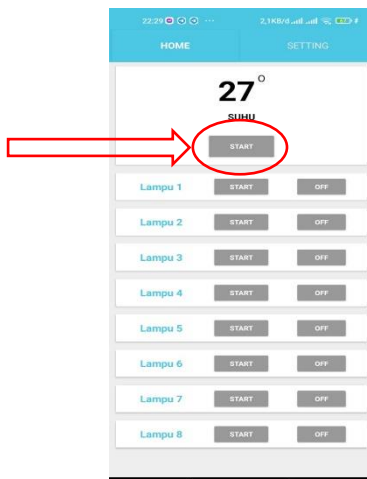 22:29 ... 2,1KB/d
HOME SETTING
27°
SUHU
START
Lampu 1 START OFF
Lampu 2 START OFF
Lampu 3 START OFF
Lampu 4 START OFF
Lampu 5 START OFF
Lampu 6 START OFF
Lampu 7 START OFF
Lampu 8 START OFF